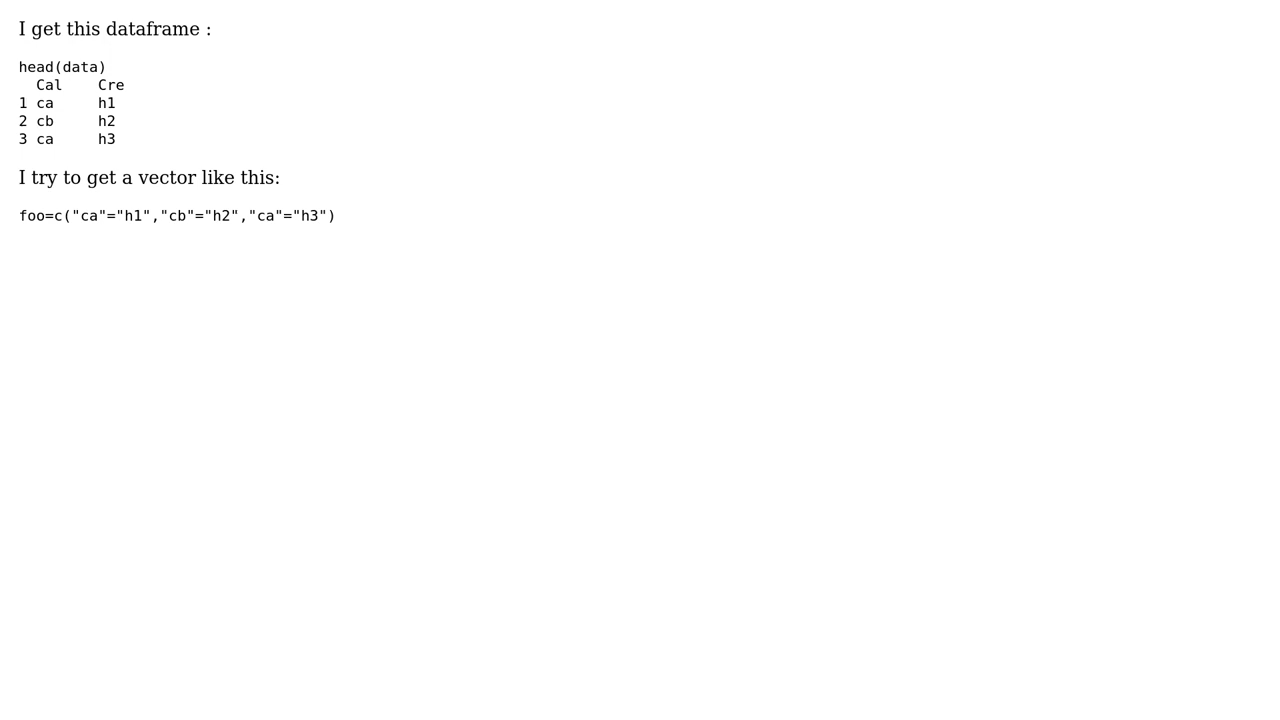 I get this dataframe :
head(data)
  Cal    Cre
1 ca     h1
2 cb     h2
3 ca     h3
I try to get a vector like this:
foo=c("ca"="h1","cb"="h2","ca"="h3")